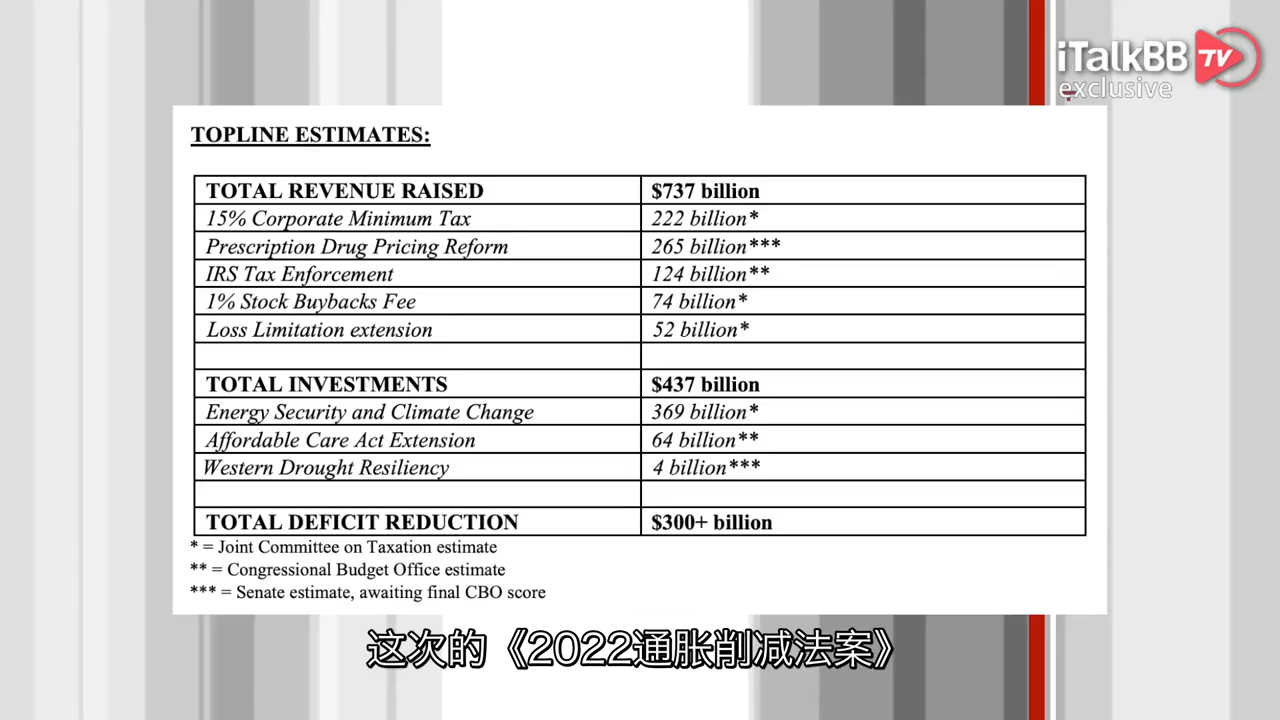 iTalkBB TV
exclusive
TOPLINE ESTIMATES:
TOTAL REVENUE RAISED $737 billion
15% Corporate Minimum Tax 222 billion*
Prescription Drug Pricing Reform 265 billion***
IRS Tax Enforcement 124 billion**
1% Stock Buybacks Fee 74 billion*
Loss Limitation extension 52 billion*
TOTAL INVESTMENTS $437 billion
Energy Security and Climate Change 369 billion*
Affordable Care Act Extension 64 billion**
Western Drought Resiliency 4 billion***
TOTAL DEFICIT REDUCTION $300+ billion
* = Joint Committee on Taxation estimate
** = Congressional Budget Office estimate
*** = Senate estimate, awaiting final CBO score
这次的《2022通胀削减法案》